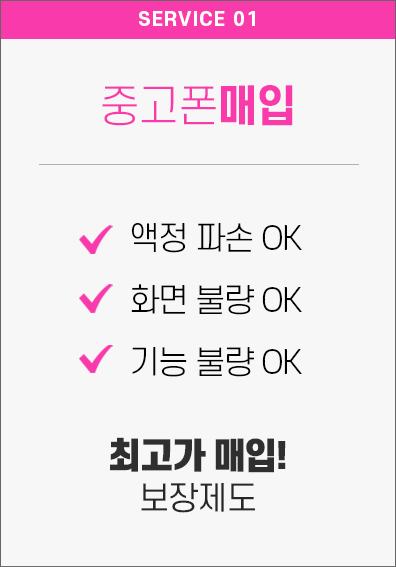 SERVICE 01
중고폰매입
액정 파손 OK
화면 불량 OK
기능 불량 OK
최고가 매입!
보장제도